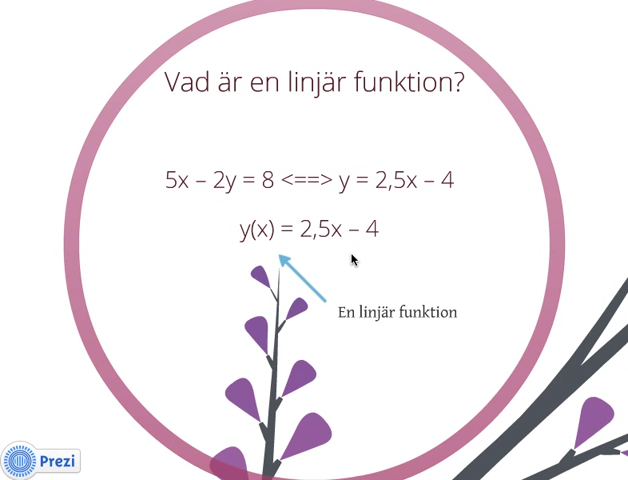 Vad är en linjär funktion?
5x – 2y = 8 <==> y = 2,5x – 4
y(x) = 2,5x – 4
En linjär funktion
Prezi